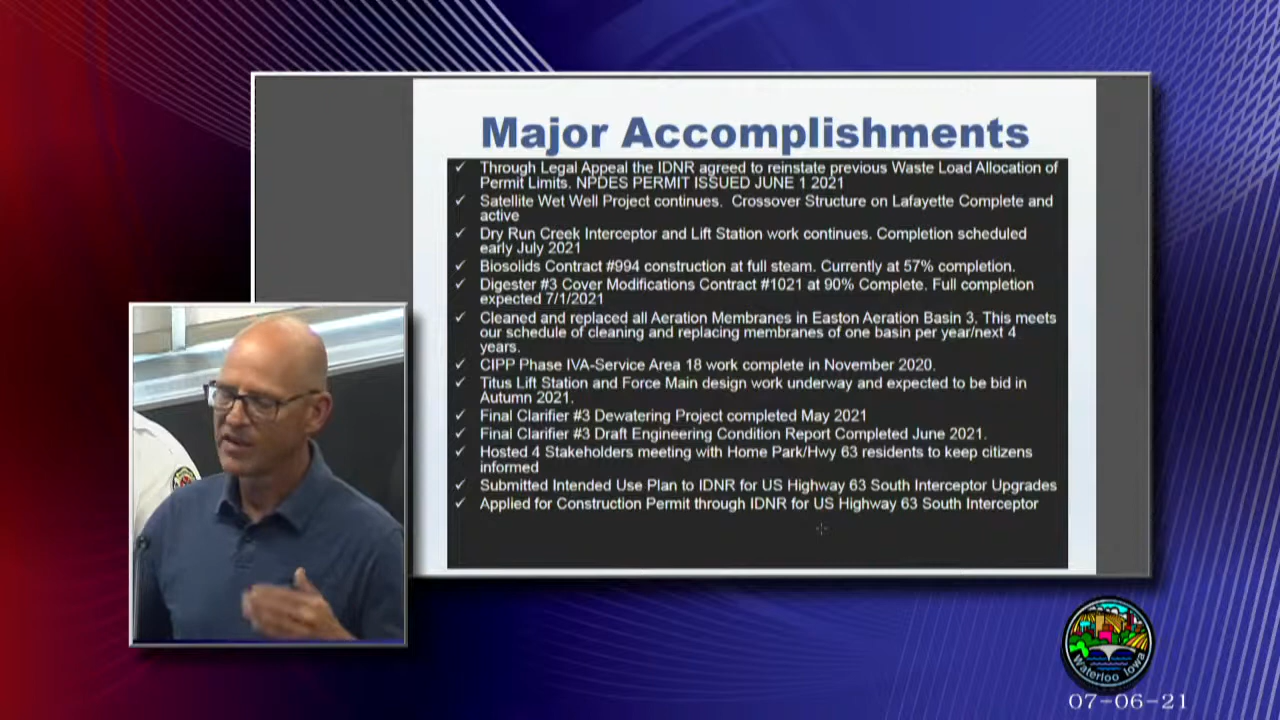 Major Accomplishments
✓ Through Legal Appeal the IDNR agreed to reinstate previous Waste Load Allocation of
Permit Limits. NPDES PERMIT ISSUED JUNE 1 2021
✓ Satellite Wet Well Project continues. Crossover Structure on Lafayette Complete and
active
✓ Dry Run Creek Interceptor and Lift Station work continues. Completion scheduled
early July 2021
✓ Biosolids Contract #994 construction at full steam. Currently at 57% completion.
✓ Digester #3 Cover Modifications Contract #1021 at 90% Complete. Full completion
expected 7/1/2021
✓ Cleaned and replaced all Aeration Membranes in Easton Aeration Basin 3. This meets
our schedule of cleaning and replacing membranes of one basin per year/next 4
years.
✓ CIPP Phase IVA-Service Area 18 work complete in November 2020.
✓ Titus Lift Station and Force Main design work underway and expected to be bid in
Autumn 2021.
✓ Final Clarifier #3 Dewatering Project completed May 2021
✓ Final Clarifier #3 Draft Engineering Condition Report Completed June 2021.
✓ Hosted 4 Stakeholders meeting with Home Park/Hwy 63 residents to keep citizens
informed
✓ Submitted Intended Use Plan to IDNR for US Highway 63 South Interceptor Upgrades
✓ Applied for Construction Permit through IDNR for US Highway 63 South Interceptor
Waterloo Iowa
07-06-21